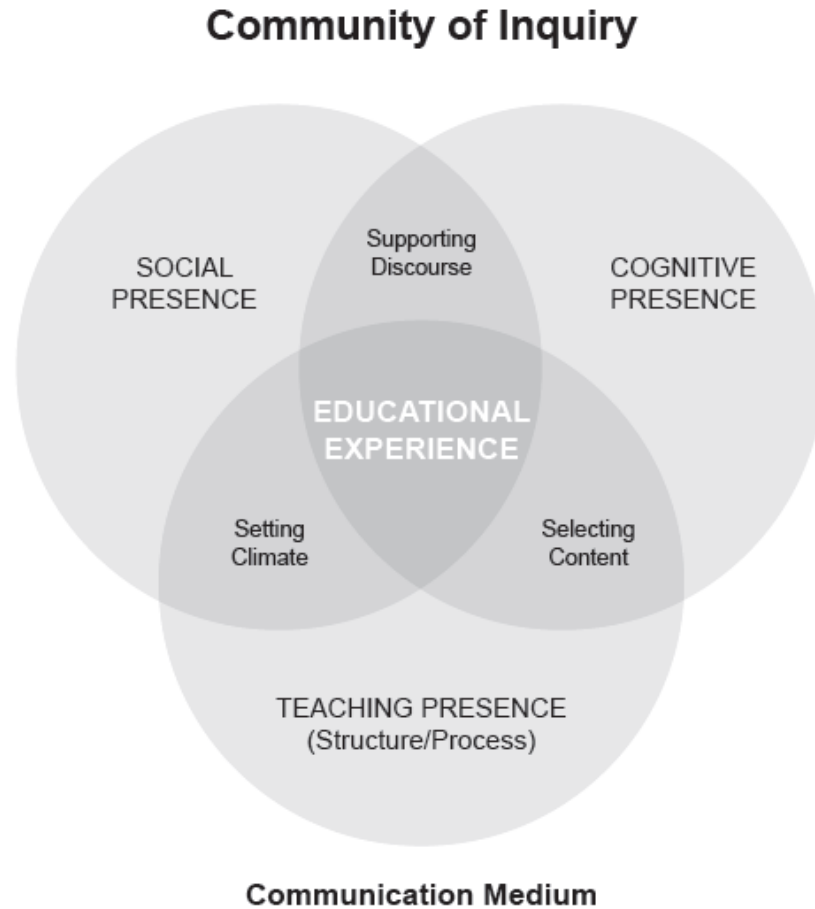 Community of Inquiry
Supporting
Discourse
SOCIAL
PRESENCE
COGNITIVE
PRESENCE
EDUCATIONAL
EXPERIENCE
Setting
Climate
Selecting
Content
TEACHING PRESENCE
(Structure/Process)
Communication Medium